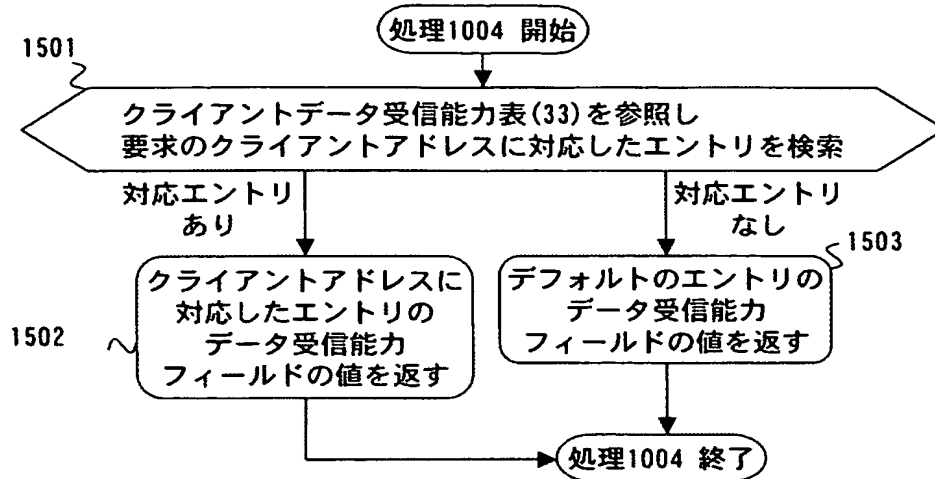 処理1004 開始
1501
クライアントデータ受信能力表(33)を参照し
要求のクライアントアドレスに対応したエントリを検索
対応エントリ
あり
対応エントリ
なし
1503
クライアントアドレスに
対応したエントリの
データ受信能力
フィールドの値を返す
1502
デフォルトのエントリの
データ受信能力
フィールドの値を返す
処理1004 終了